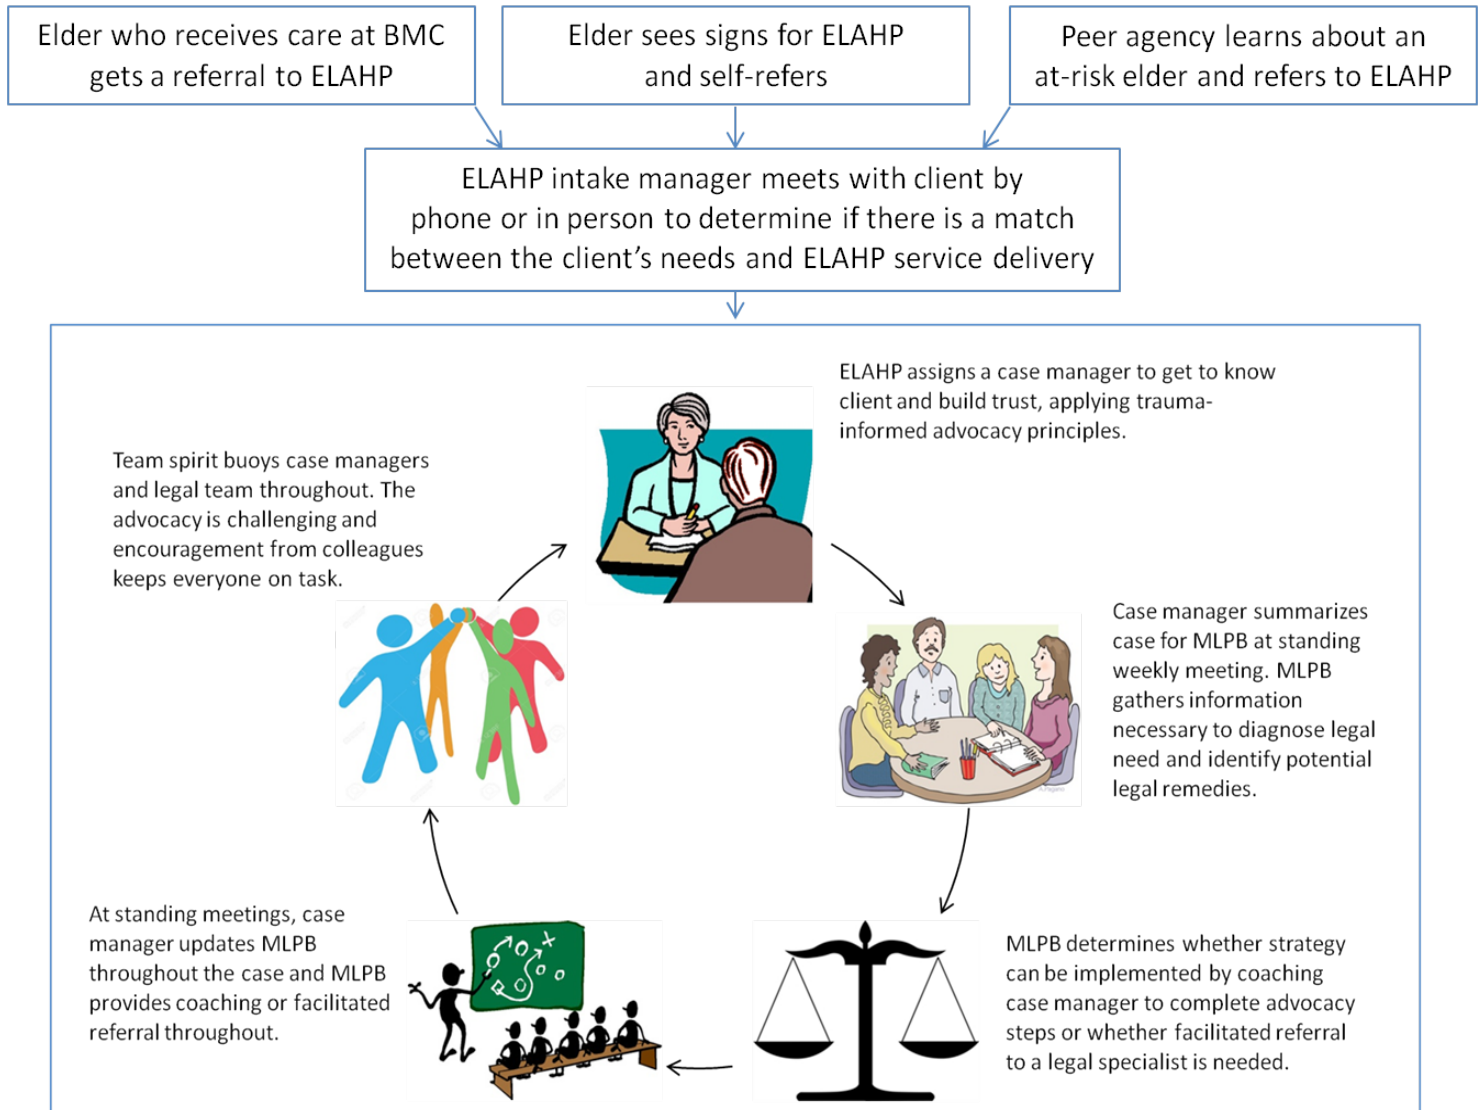 Elder who receives care at BMC
gets a referral to ELAHP
Elder sees signs for ELAHP
and self-refers
Peer agency learns about an
at-risk elder and refers to ELAHP
ELAHP intake manager meets with client by
phone or in person to determine if there is a match
between the client’s needs and ELAHP service delivery
ELAHP assigns a case manager to get to know
client and build trust, applying trauma-
informed advocacy principles.
Team spirit buoys case managers
and legal team throughout. The
advocacy is challenging and
encouragement from colleagues
keeps everyone on task.
Case manager summarizes
case for MLPB at standing
weekly meeting. MLPB
gathers information
necessary to diagnose legal
need and identify potential
legal remedies.
At standing meetings, case
manager updates MLPB
throughout the case and MLPB
provides coaching or facilitated
referral throughout.
MLPB determines whether strategy
can be implemented by coaching
case manager to complete advocacy
steps or whether facilitated referral
to a legal specialist is needed.